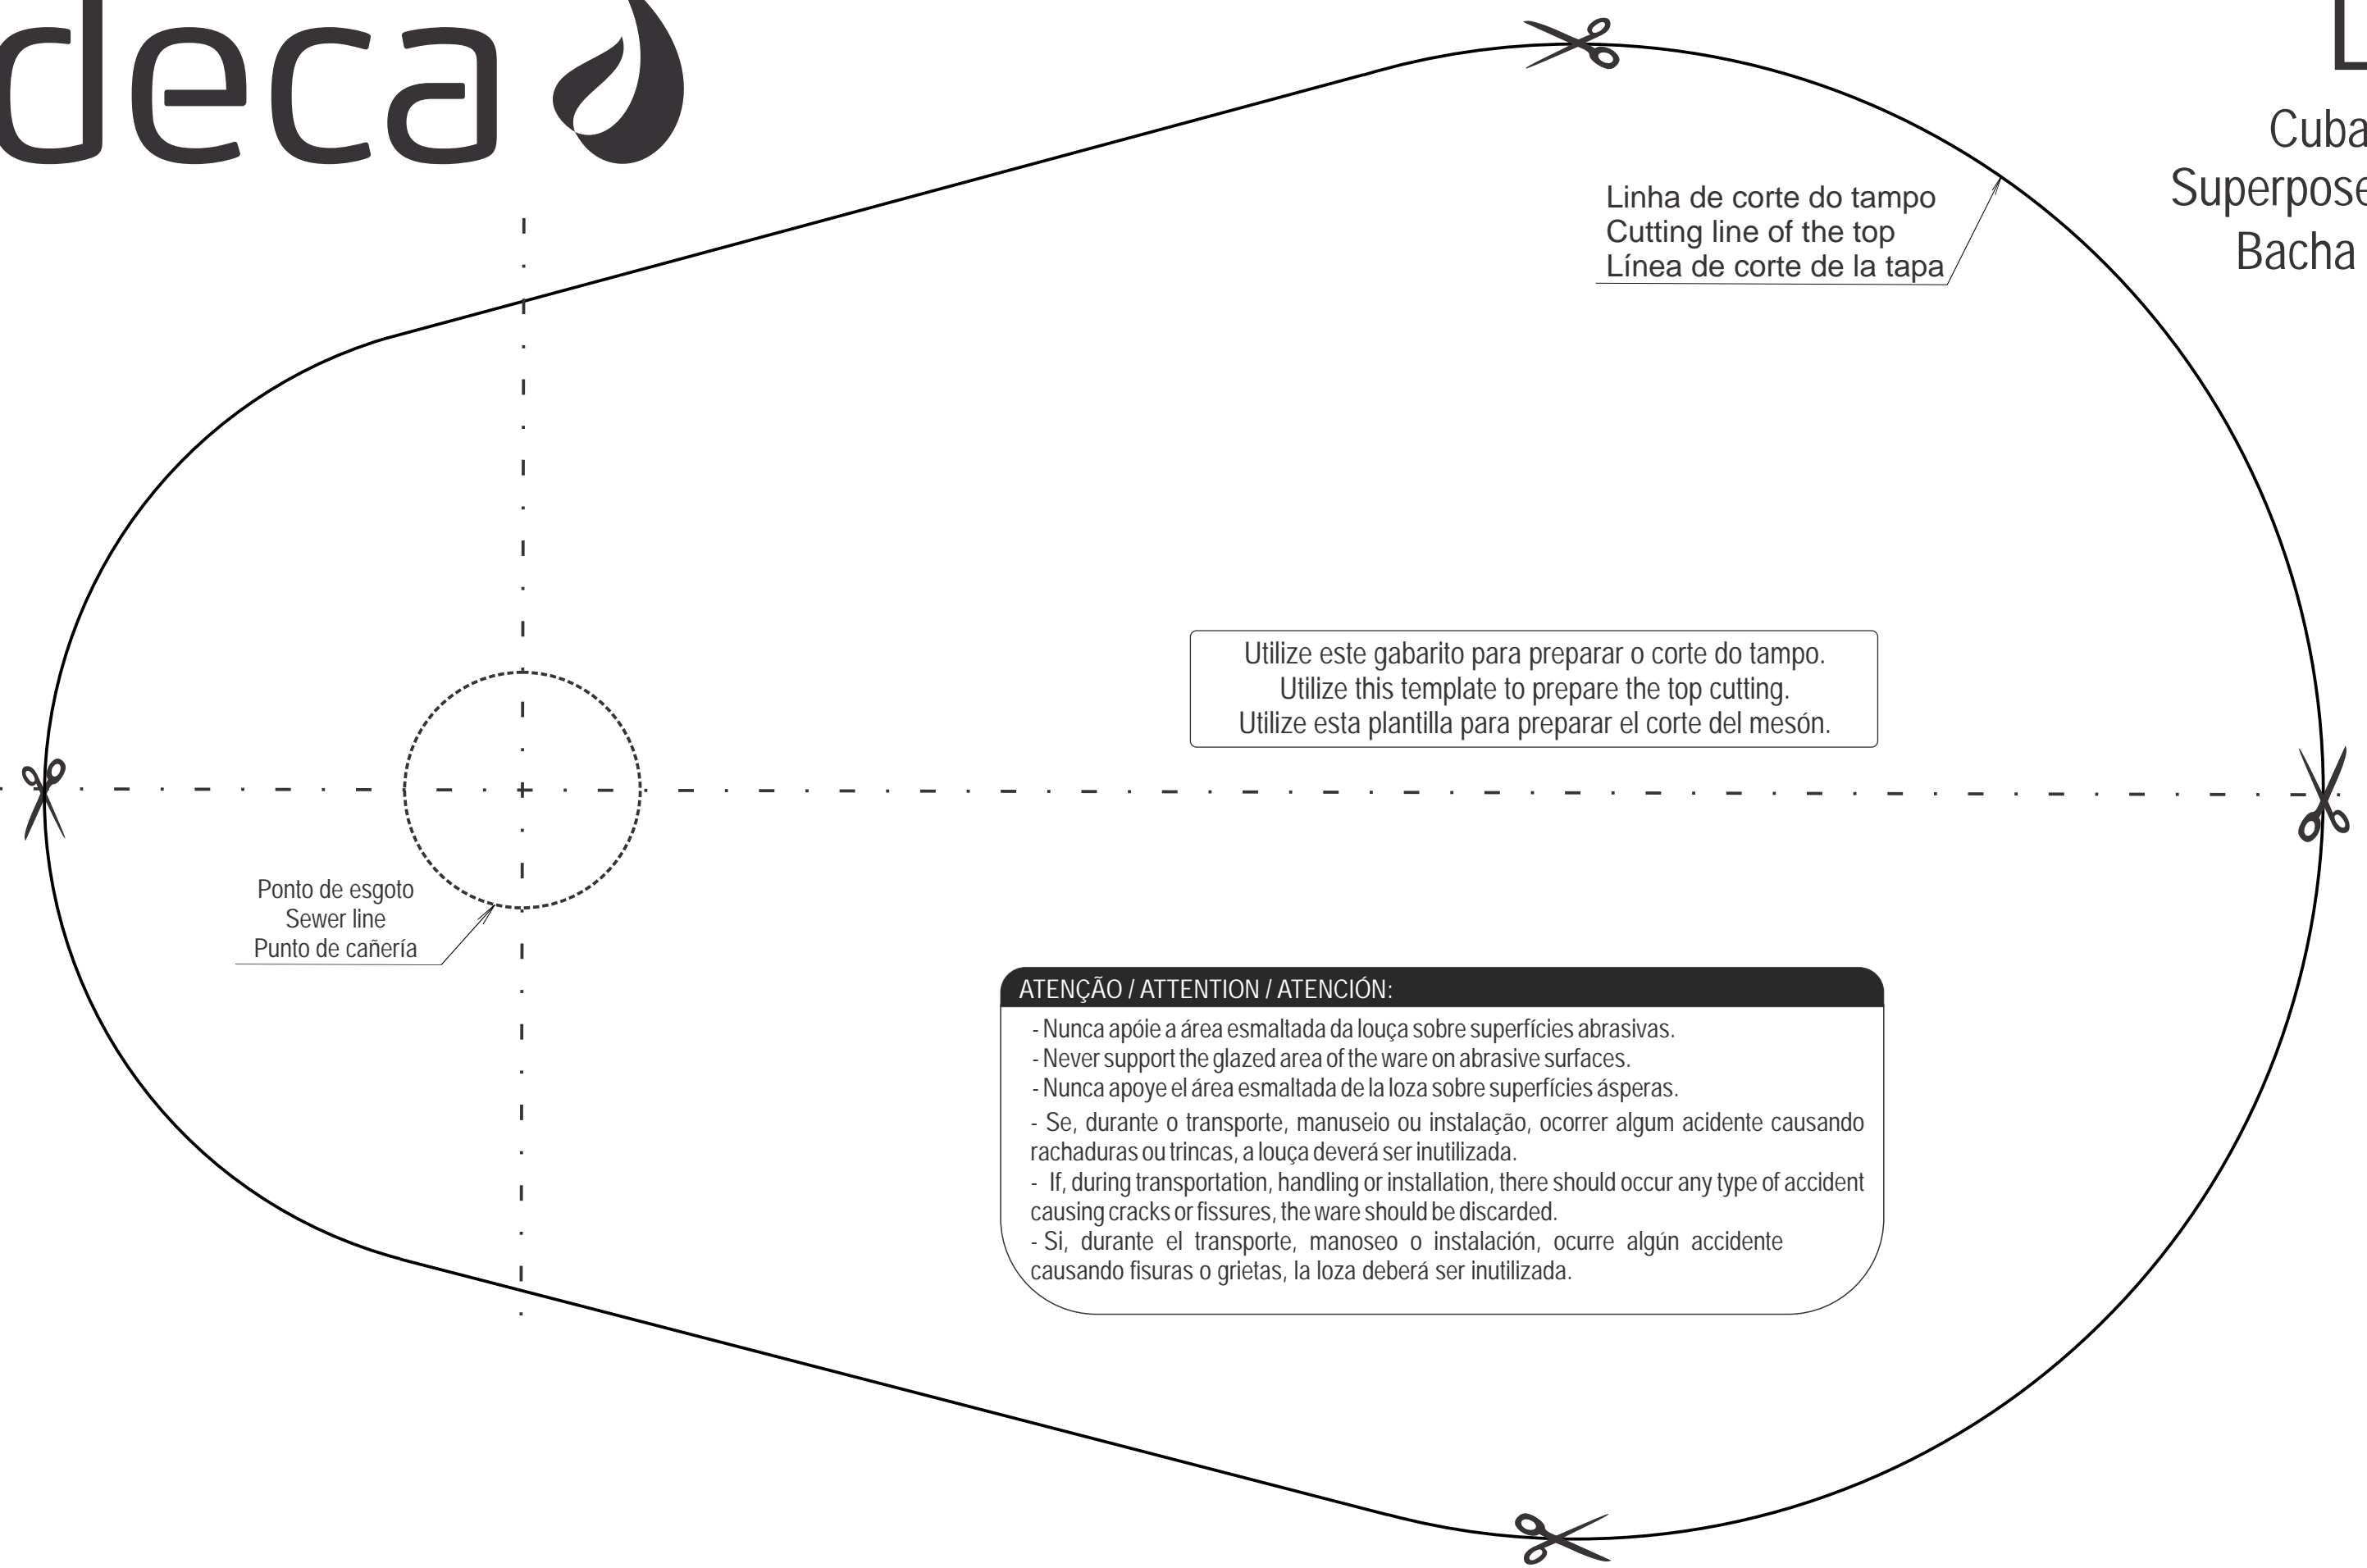 deca
L
Cuba
Superpose
Bacha
Linha de corte do tampo
Cutting line of the top
Línea de corte de la tapa
Utilize este gabarito para preparar o corte do tampo.
Utilize this template to prepare the top cutting.
Utilize esta plantilla para preparar el corte del mesón.
Ponto de esgoto
Sewer line
Punto de cañería
ATENÇÃO / ATTENTION / ATENCIÓN:
- Nunca apóie a área esmaltada da louça sobre superfícies abrasivas.
- Never support the glazed area of the ware on abrasive surfaces.
- Nunca apoye el área esmaltada de la loza sobre superfícies ásperas.
- Se, durante o transporte, manuseio ou instalação, ocorrer algum acidente causando
rachaduras ou trincas, a louça deverá ser inutilizada.
- If, during transportation, handling or installation, there should occur any type of accident
causing cracks or fissures, the ware should be discarded.
- Si, durante el transporte, manoseo o instalación, ocurre algún accidente
causando fisuras o grietas, la loza deberá ser inutilizada.